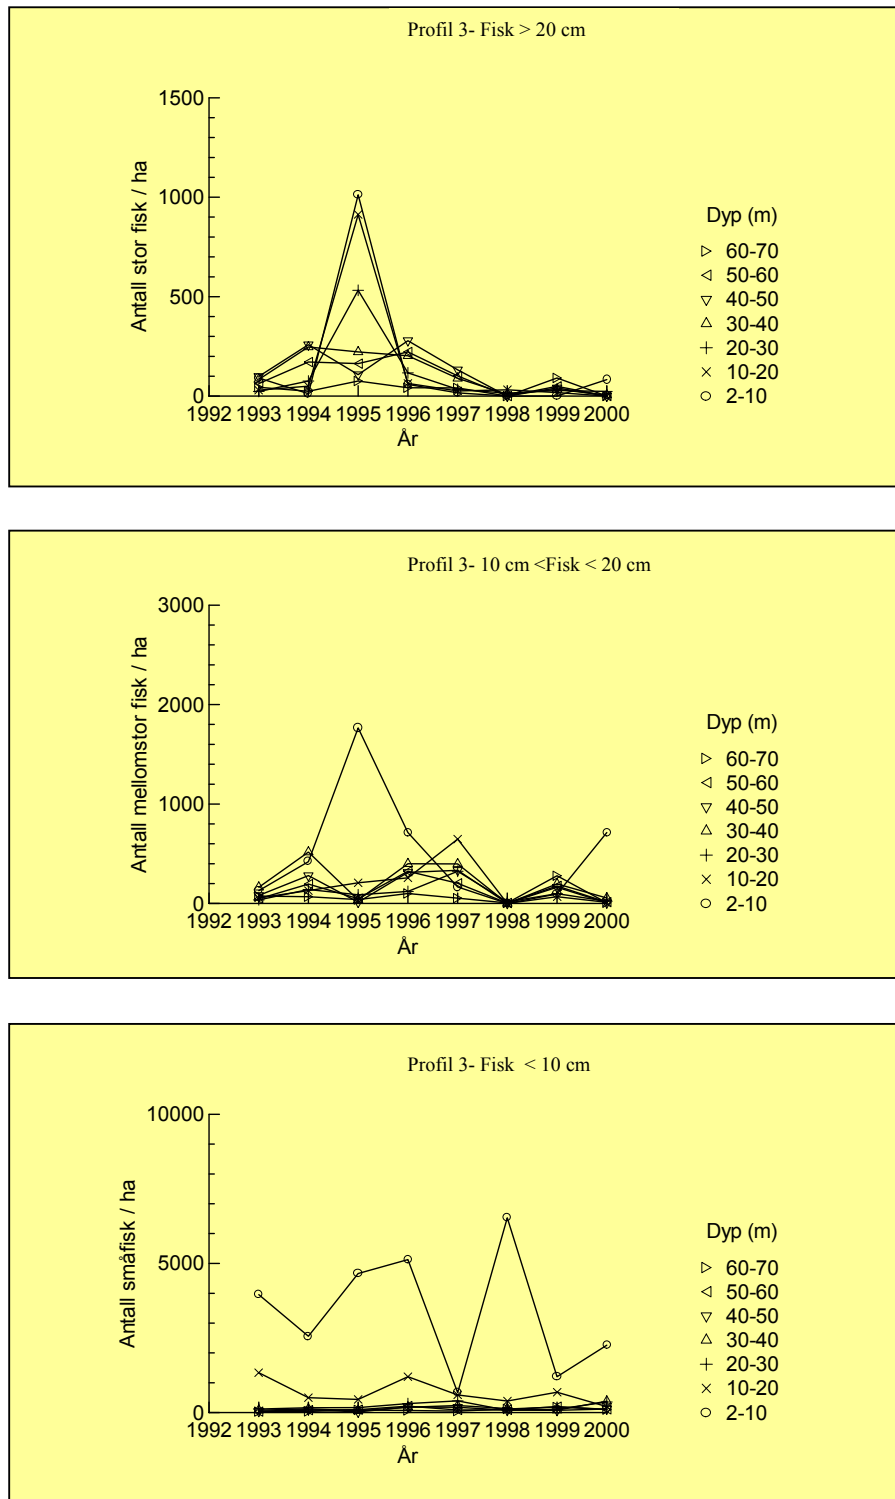 Profil 3- Fisk > 20 cm
1500
1000
500
0
Antall stor fisk / ha
1992 1993 1994 1995 1996 1997 1998 1999 2000
År
Dyp (m)
60-70
50-60
40-50
30-40
20-30
10-20
2-10
Profil 3- 10 cm <Fisk < 20 cm
3000
2000
1000
0
Antall mellomstor fisk / ha
1992 1993 1994 1995 1996 1997 1998 1999 2000
År
Dyp (m)
60-70
50-60
40-50
30-40
20-30
10-20
2-10
Profil 3- Fisk < 10 cm
10000
5000
0
Antall småfisk / ha
1992 1993 1994 1995 1996 1997 1998 1999 2000
År
Dyp (m)
60-70
50-60
40-50
30-40
20-30
10-20
2-10